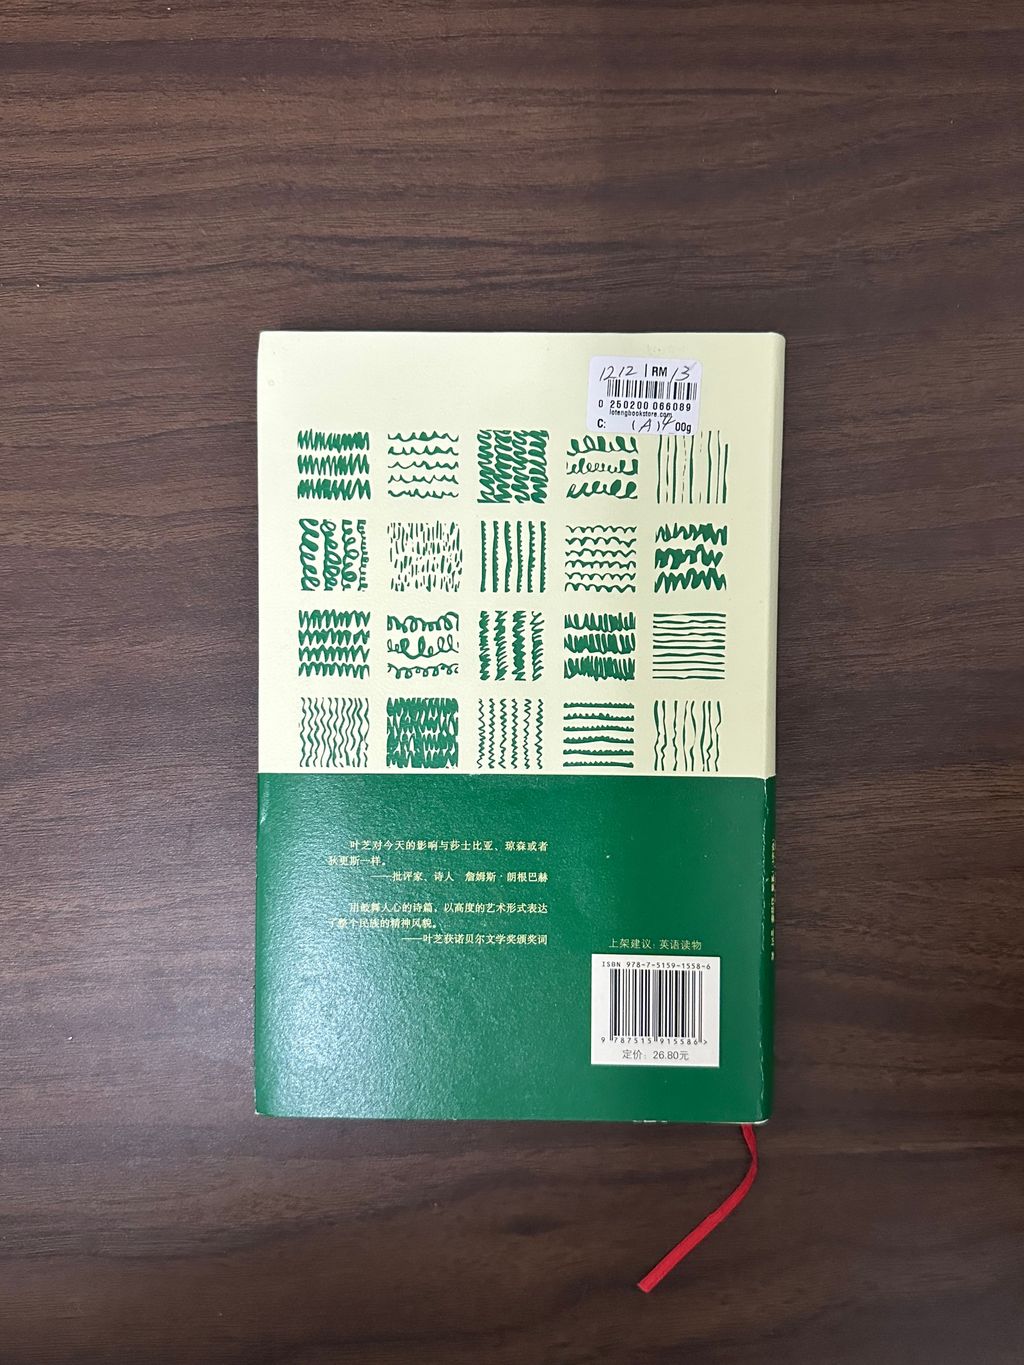 1212 | RM 13
0 250200 066089
lotengbookstore.com
C: (A)4 00g
叶芝对今天的影响与莎士比亚、琼森或者
狄更斯一样。
——批评家、诗人 詹姆斯·朗根巴赫
用鼓舞人心的诗篇，以高度的艺术形式表达
了整个民族的精神风貌。
——叶芝获诺贝尔文学奖颁奖词
上架建议：英语读物
ISBN 978-7-5159-1558-6
9 787515 915586 >
定价：26.80元